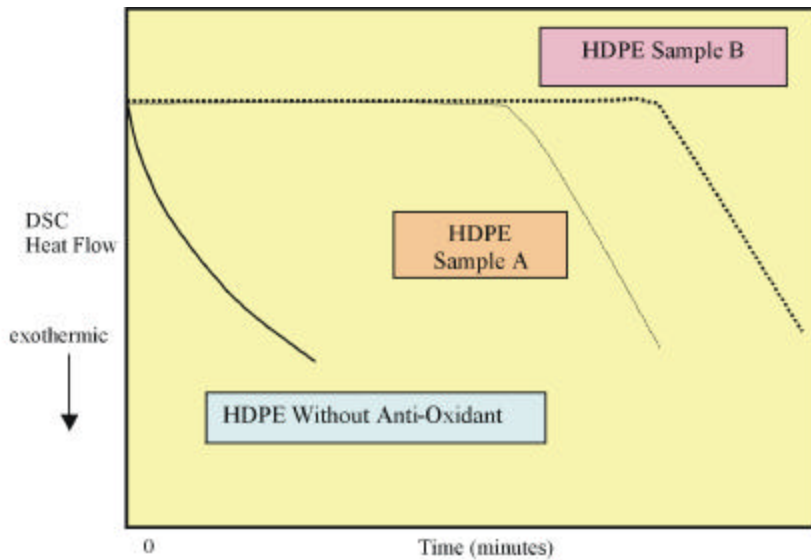 HDPE Sample B
DSC
Heat Flow
HDPE
Sample A
exothermic
HDPE Without Anti-Oxidant
0
Time (minutes)